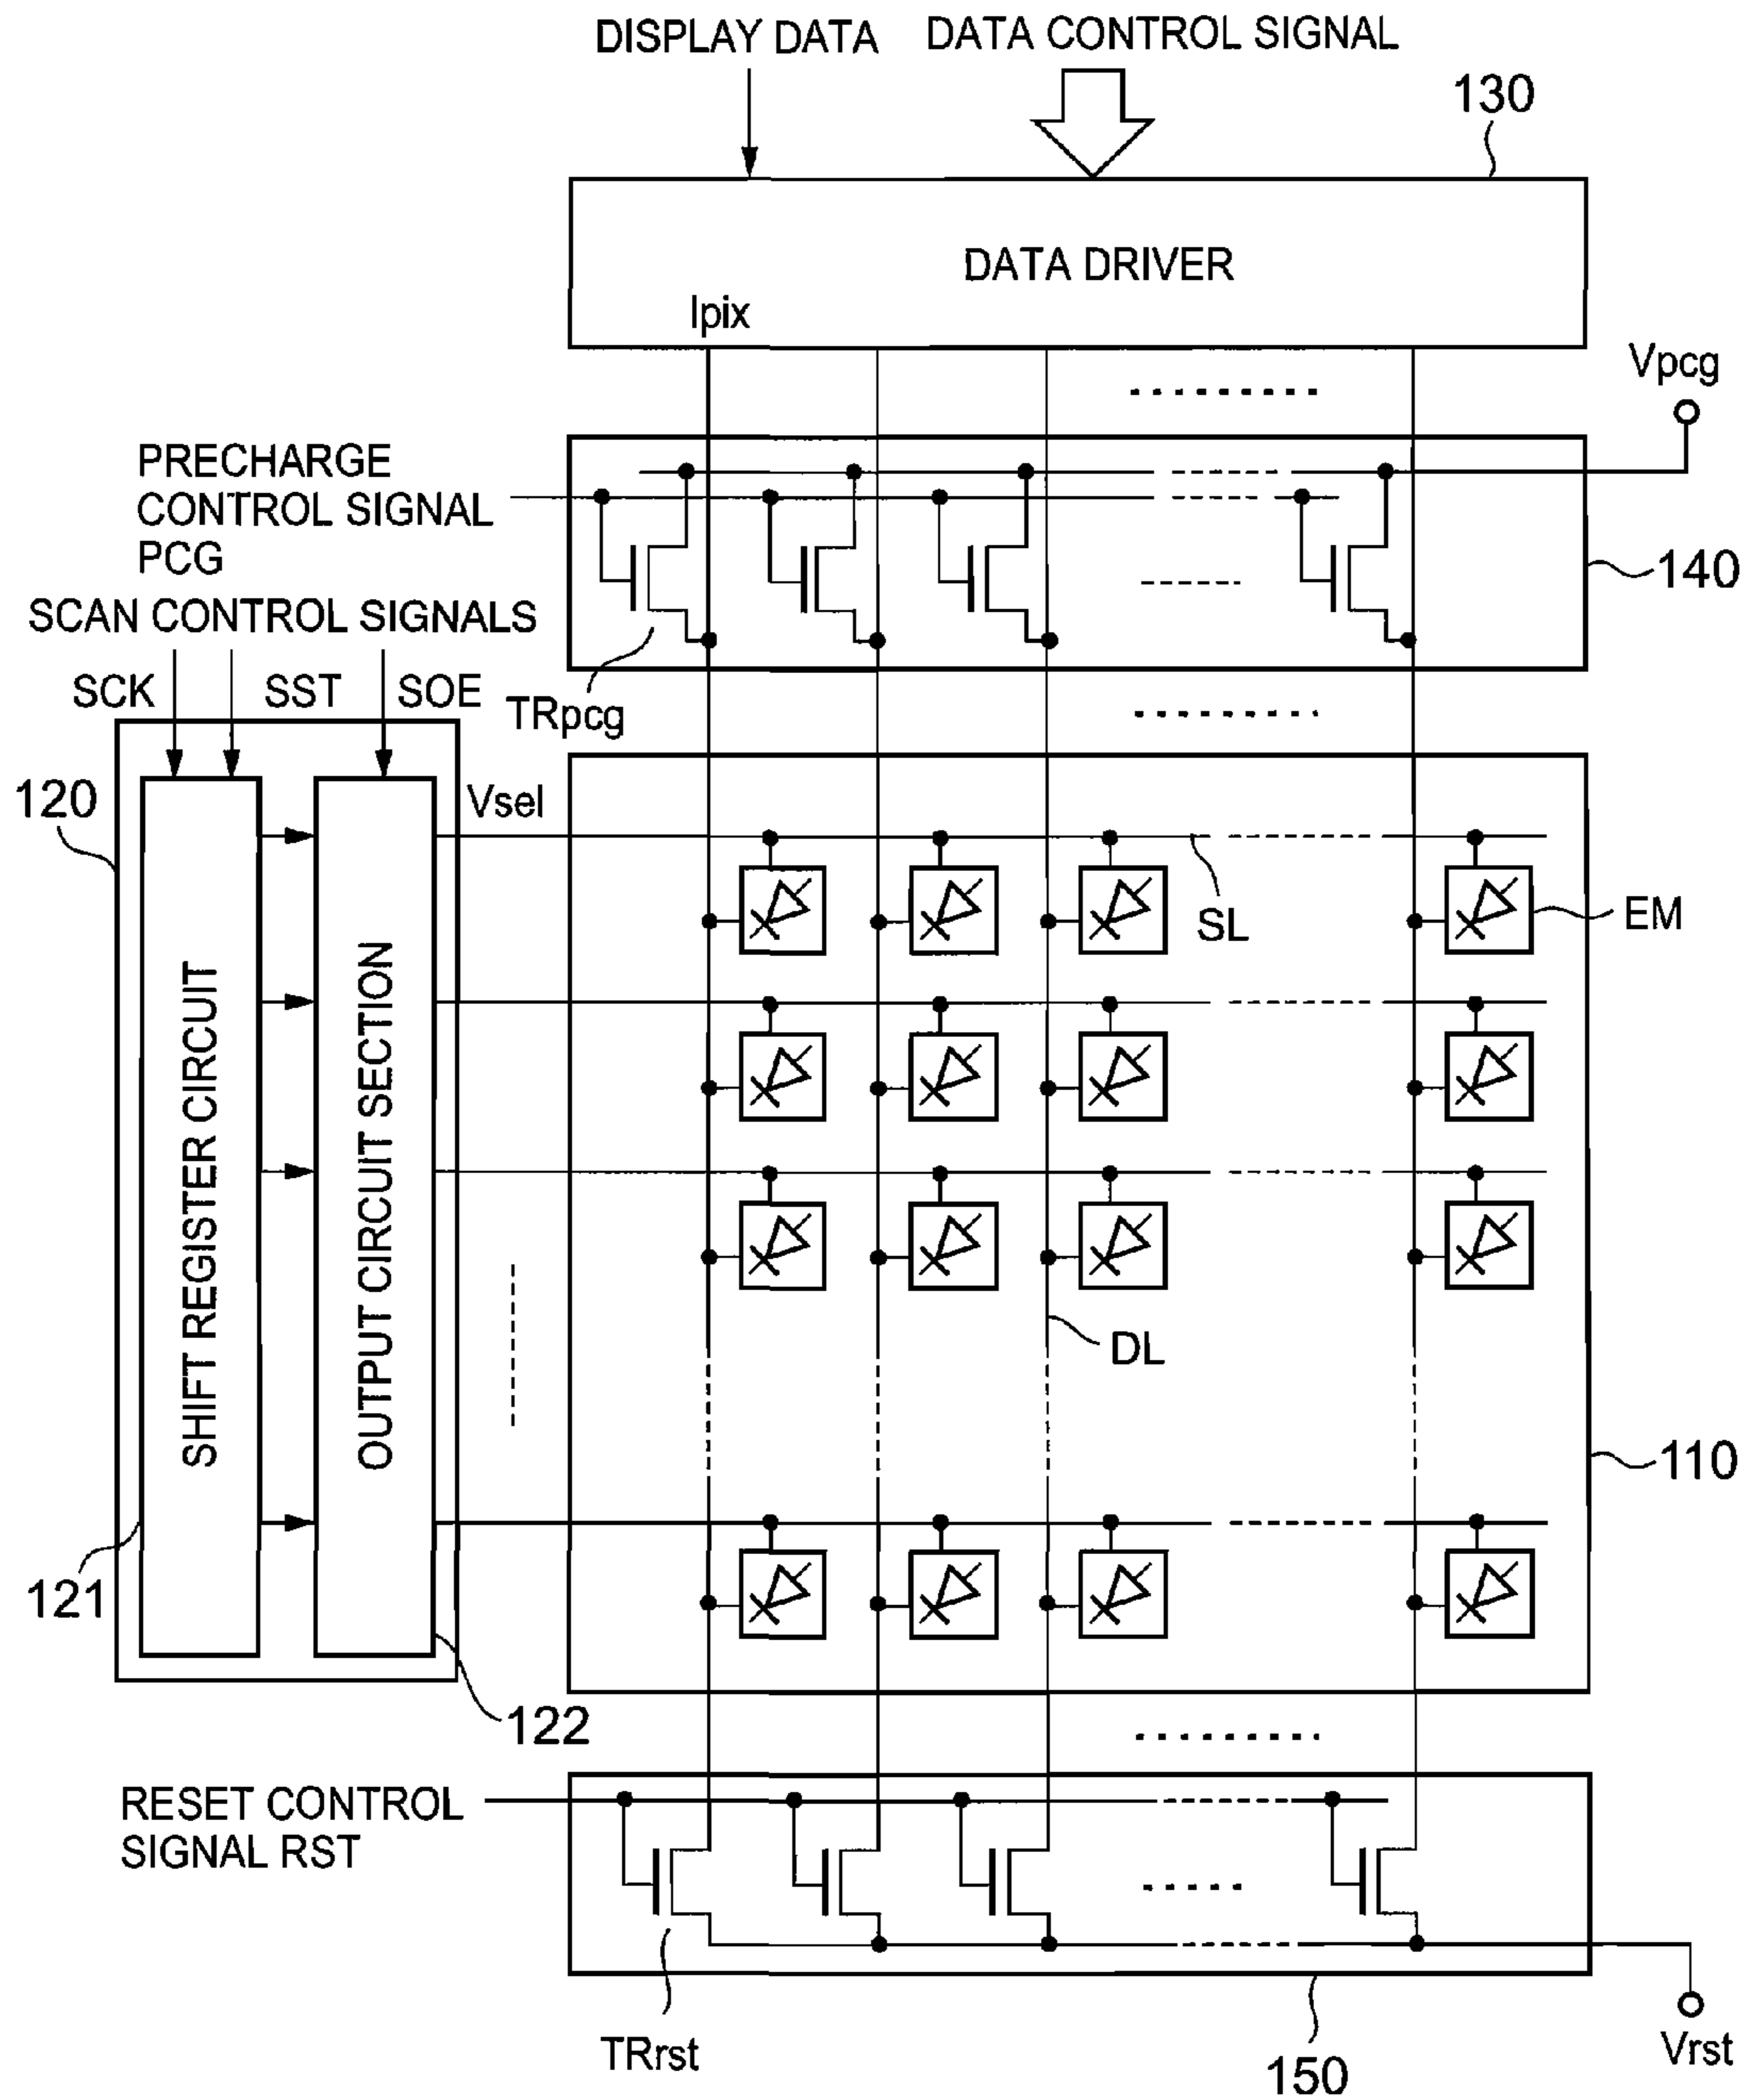 DISPLAY DATA
DATA CONTROL SIGNAL
130
DATA DRIVER
Ipix
Vpcg
PRECHARGE
CONTROL SIGNAL
PCG
140
SCAN CONTROL SIGNALS
SCK
SST
SOE
TRpcg
120
Vsel
SL
EM
SHIFT REGISTER CIRCUIT
OUTPUT CIRCUIT SECTION
DL
110
121
122
RESET CONTROL
SIGNAL RST
TRrst
150
Vrst